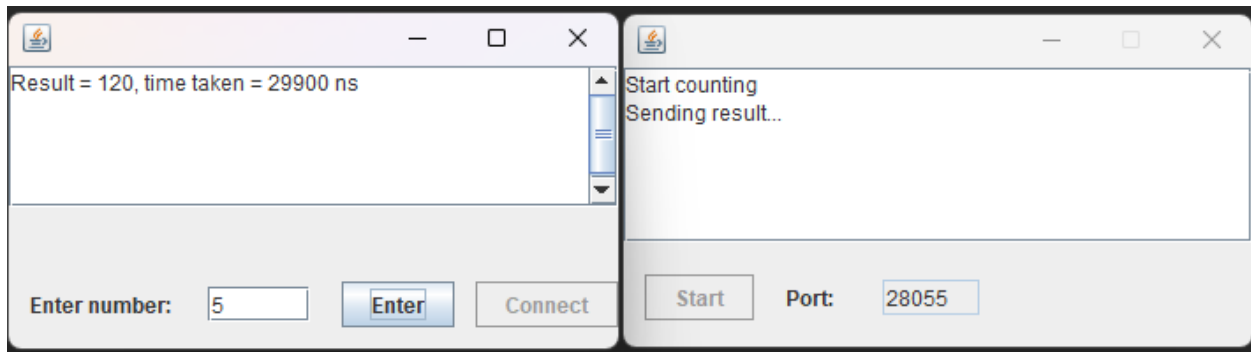 Result = 120, time taken = 29900 ns
Enter number: 5 Enter Connect
Start counting
Sending result...
Start Port: 28055